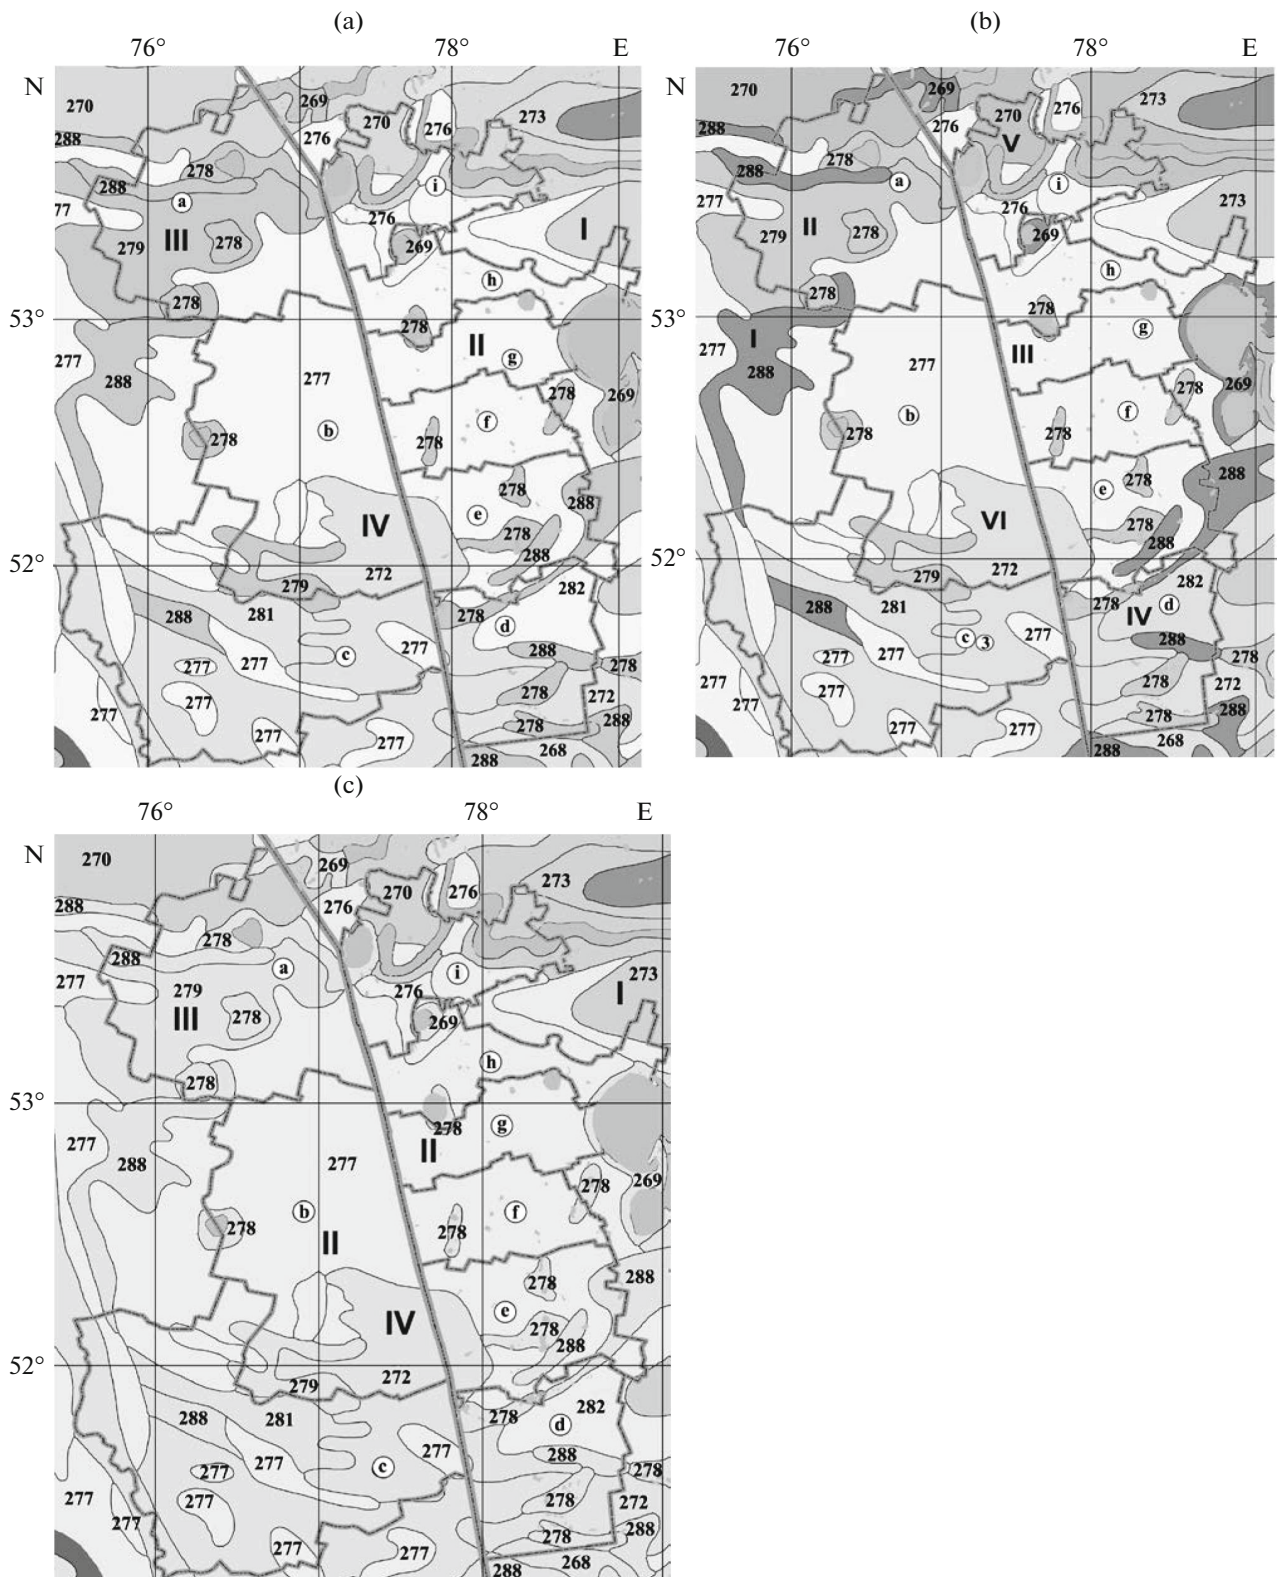 (a)
76° 78° E
N
270 269 270 276 273
288 276
278
288 i
a
277 276
279 III 278 269 I
h
278
53° 278
II
g
277 277
288 278 269
f
b
278 278
278 288
e
IV 278
288
52° 279 272 282
278
288 281 d
277
c 288
277 277 278
277 278 272
277 278 288
277 277 268
288
(b)
76° 78° E
N
270 269 270 276 273
288 276 V
278
288 a i
277 276 273
279 II 278 269
h
278
53° 278 g
I III
277 277
288 278 269
f
b
278 278
288
278
e
VI 278
288
52° 279 272 282
278 d
288 281 IV
c 3 277 288
277 277 278
277 278 272
277 278 288
277 277 268
288
(c)
76° 78° E
N
270 269 270 276 273
288 276
278
288 a i 273
277 279 276 I
III 278 269
h
278
53° 278 g
II
277 277
288 278 269
b f
278 278
II
278 288
e
IV 278
288
52° 279 272 282
278 d
288 281
277 288
277 277 c 278
277 277 278 272
277 278 288
277 277 268
288